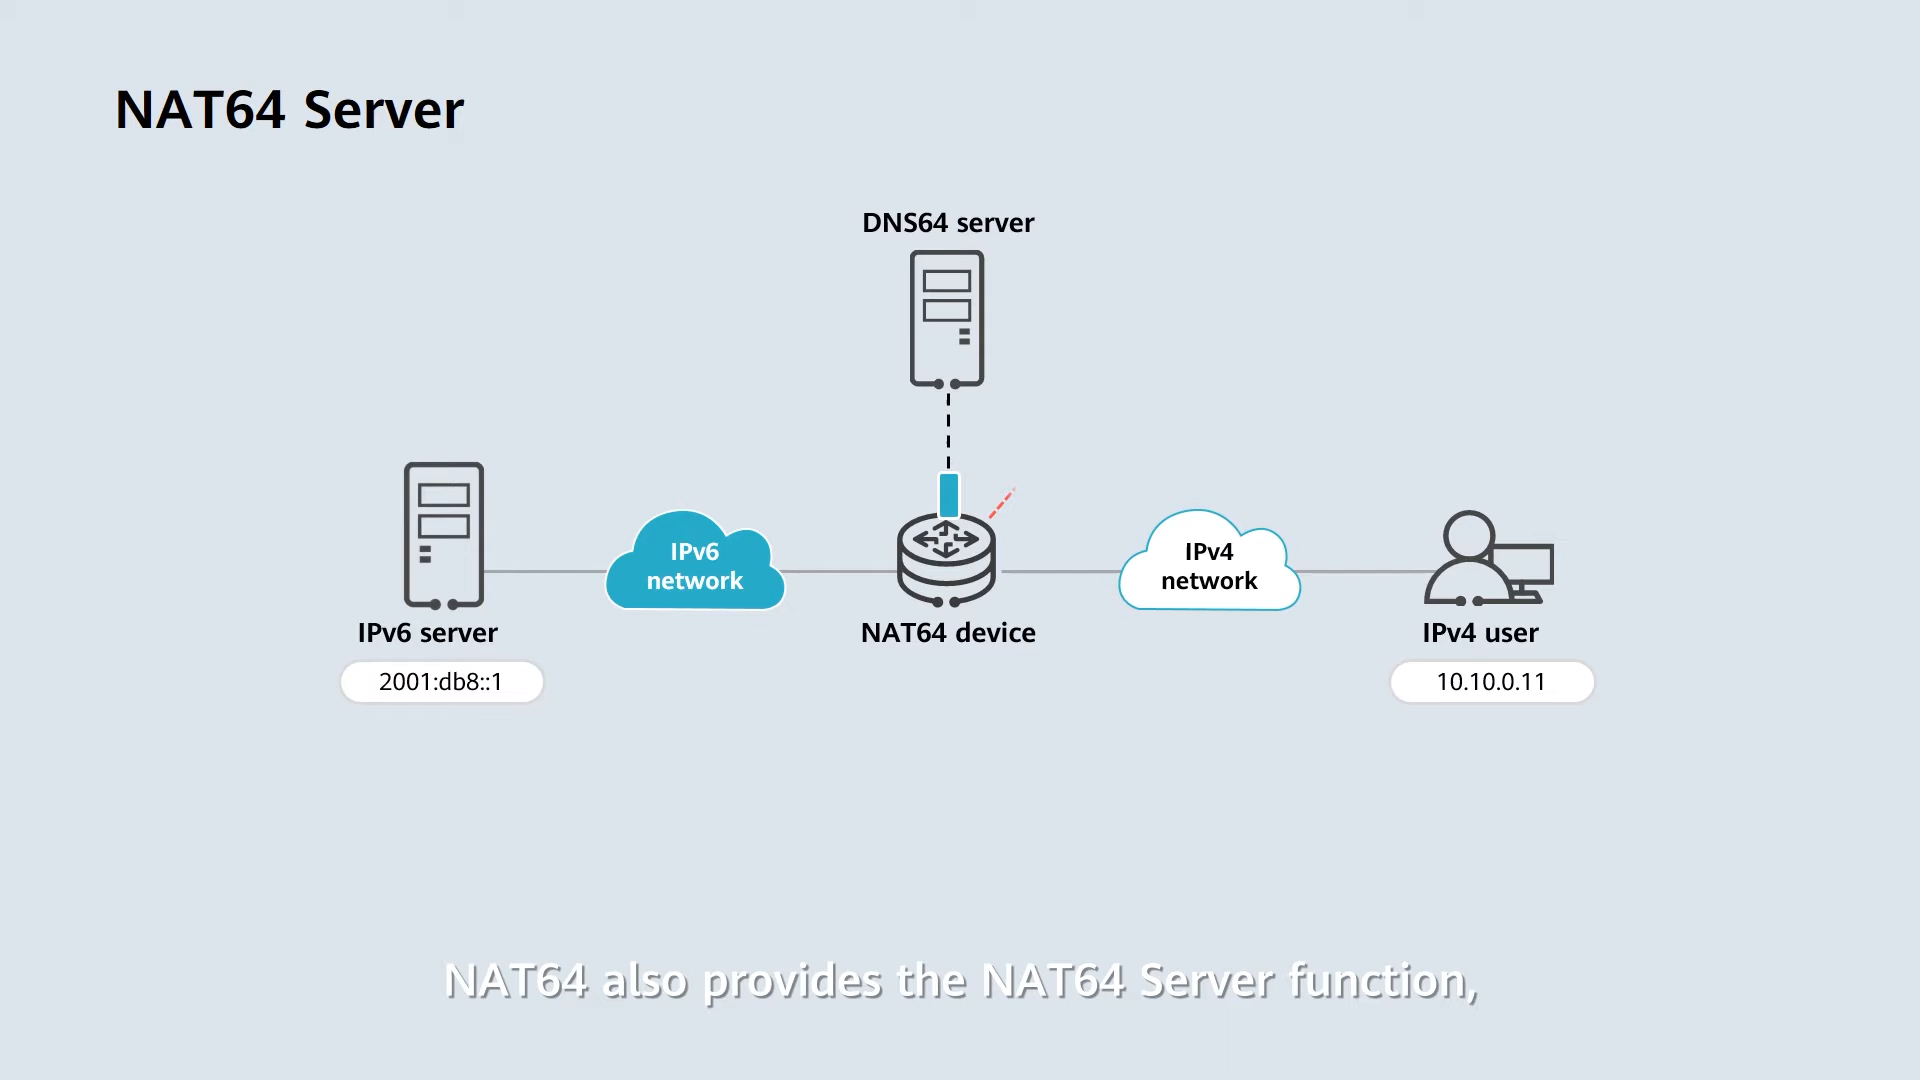 NAT64 Server
DNS64 server
IPv6
network
IPv4
network
IPv6 server
NAT64 device
IPv4 user
2001:db8::1
10.10.0.11
NAT64 also provides the NAT64 Server function,